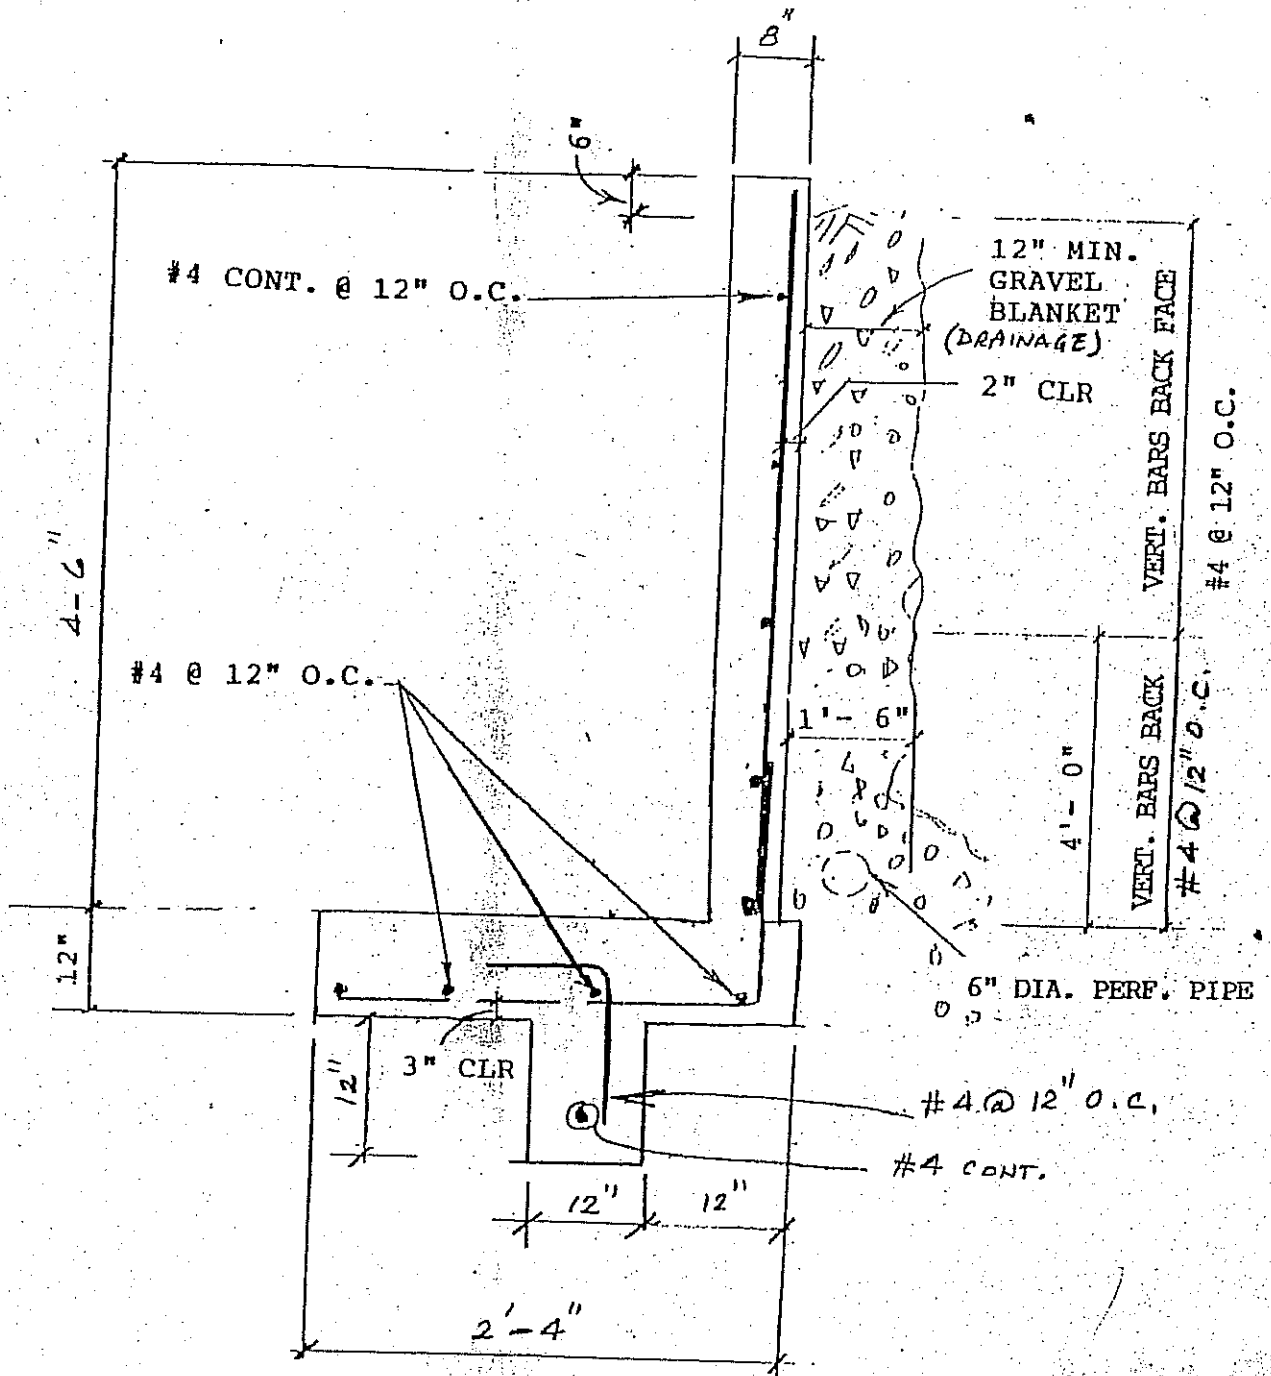 8"
6"
#4 CONT. @ 12" O.C.
12" MIN.
GRAVEL
BLANKET
(DRAINAGE)
2" CLR
VERT. BARS BACK FACE
#4 @ 12" O.C.
4-6"
#4 @ 12" O.C.
1'- 6"
4'- 0"
VERT. BARS BACK
#4 @ 12" O.C.
12"
6" DIA. PERF. PIPE
3" CLR
12"
#4 @ 12" O.C.
#4 CONT.
12"
12"
2'-4"